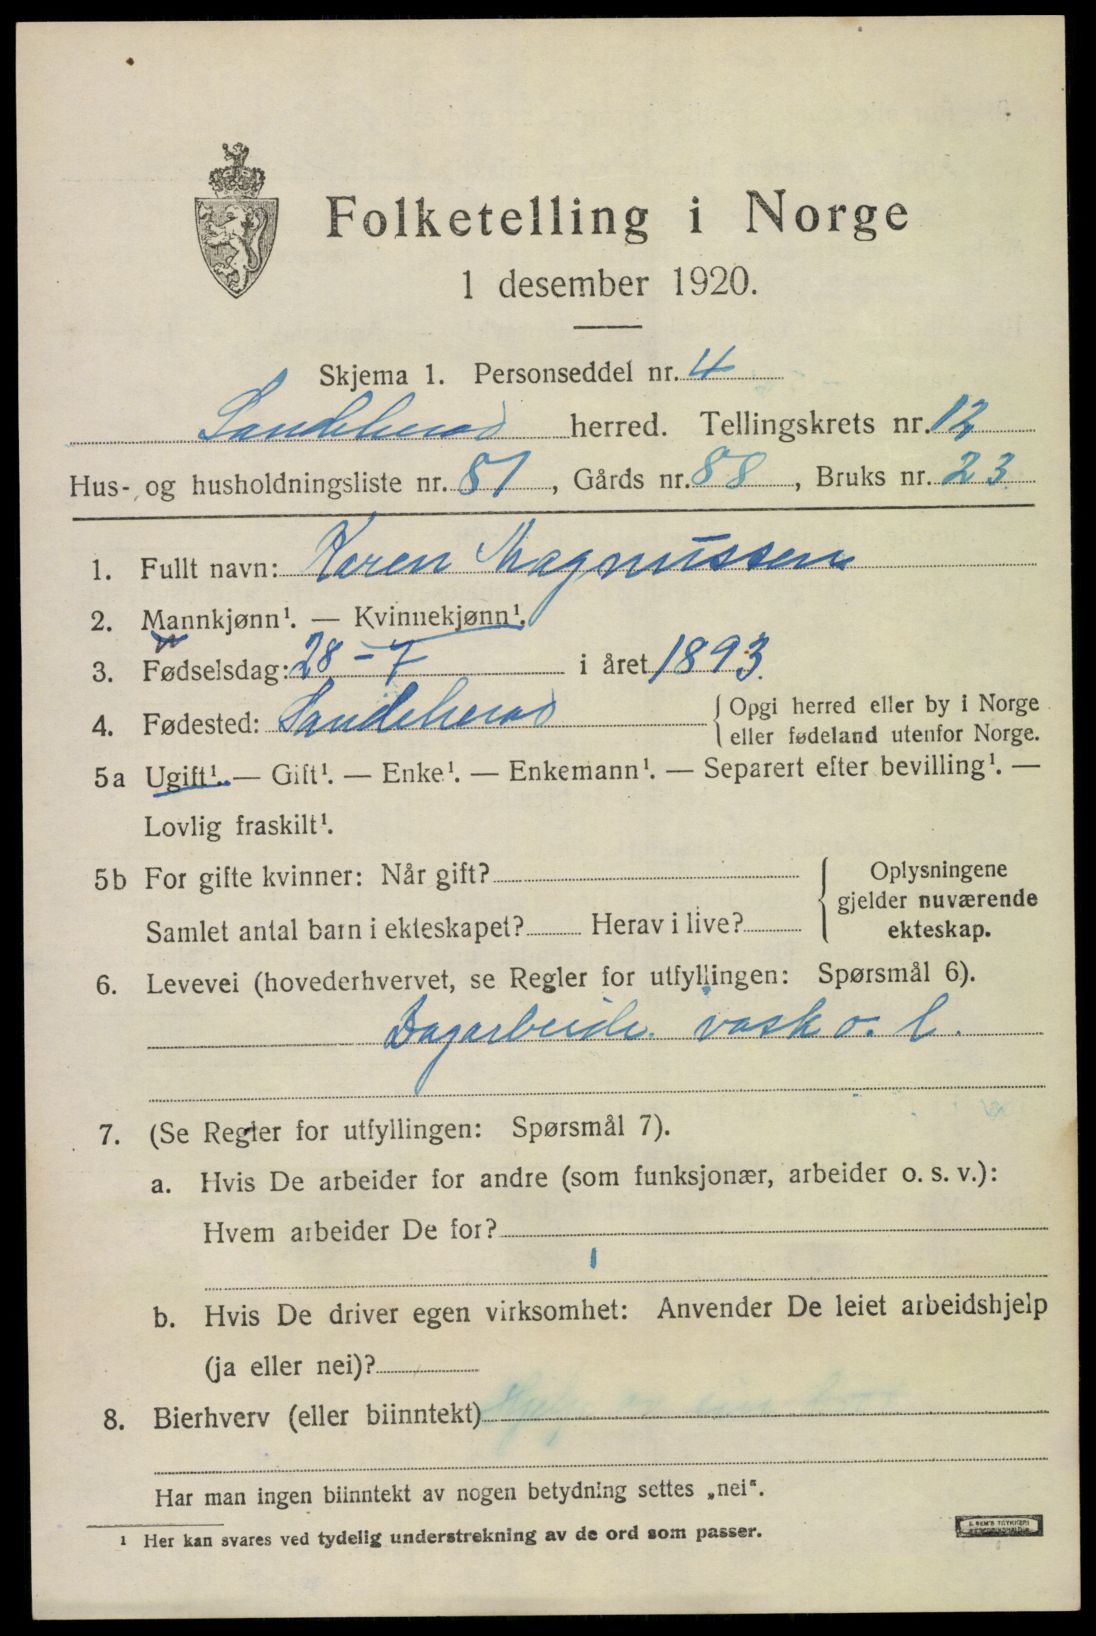 Folketelling i Norge
1 desember 1920.
Skjema 1. Personseddel nr. 4
Sandeherad herred. Tellingskrets nr. 12
Hus- og husholdningsliste nr. 81, Gårds nr. 88, Bruks nr. 23
1. Fullt navn: Karen Magnussen
2. Mannkjønn¹. — Kvinnekjønn¹.
3. Fødselsdag: 28-7 i året 1893
4. Fødested: Sandeherad {Opgi herred eller by i Norge
eller fødeland utenfor Norge.
5a Ugift¹. — Gift¹. — Enke¹. — Enkemann¹. — Separert efter bevilling¹. —
Lovlig fraskilt¹.
5b For gifte kvinner: Når gift? { Oplysningene
gjelder nuværende
Samlet antal barn i ekteskapet? Herav i live? ekteskap.
6. Levevei (hovederhvervet, se Regler for utfyllingen: Spørsmål 6).
Dagarbeide. vask o. l.
7. (Se Regler for utfyllingen: Spørsmål 7).
a. Hvis De arbeider for andre (som funksjonær, arbeider o. s. v.):
Hvem arbeider De for?
b. Hvis De driver egen virksomhet: Anvender De leiet arbeidshjelp
(ja eller nei)?
8. Bierhverv (eller biinntekt)
Har man ingen biinntekt av nogen betydning settes „nei".
¹ Her kan svares ved tydelig understrekning av de ord som passer.